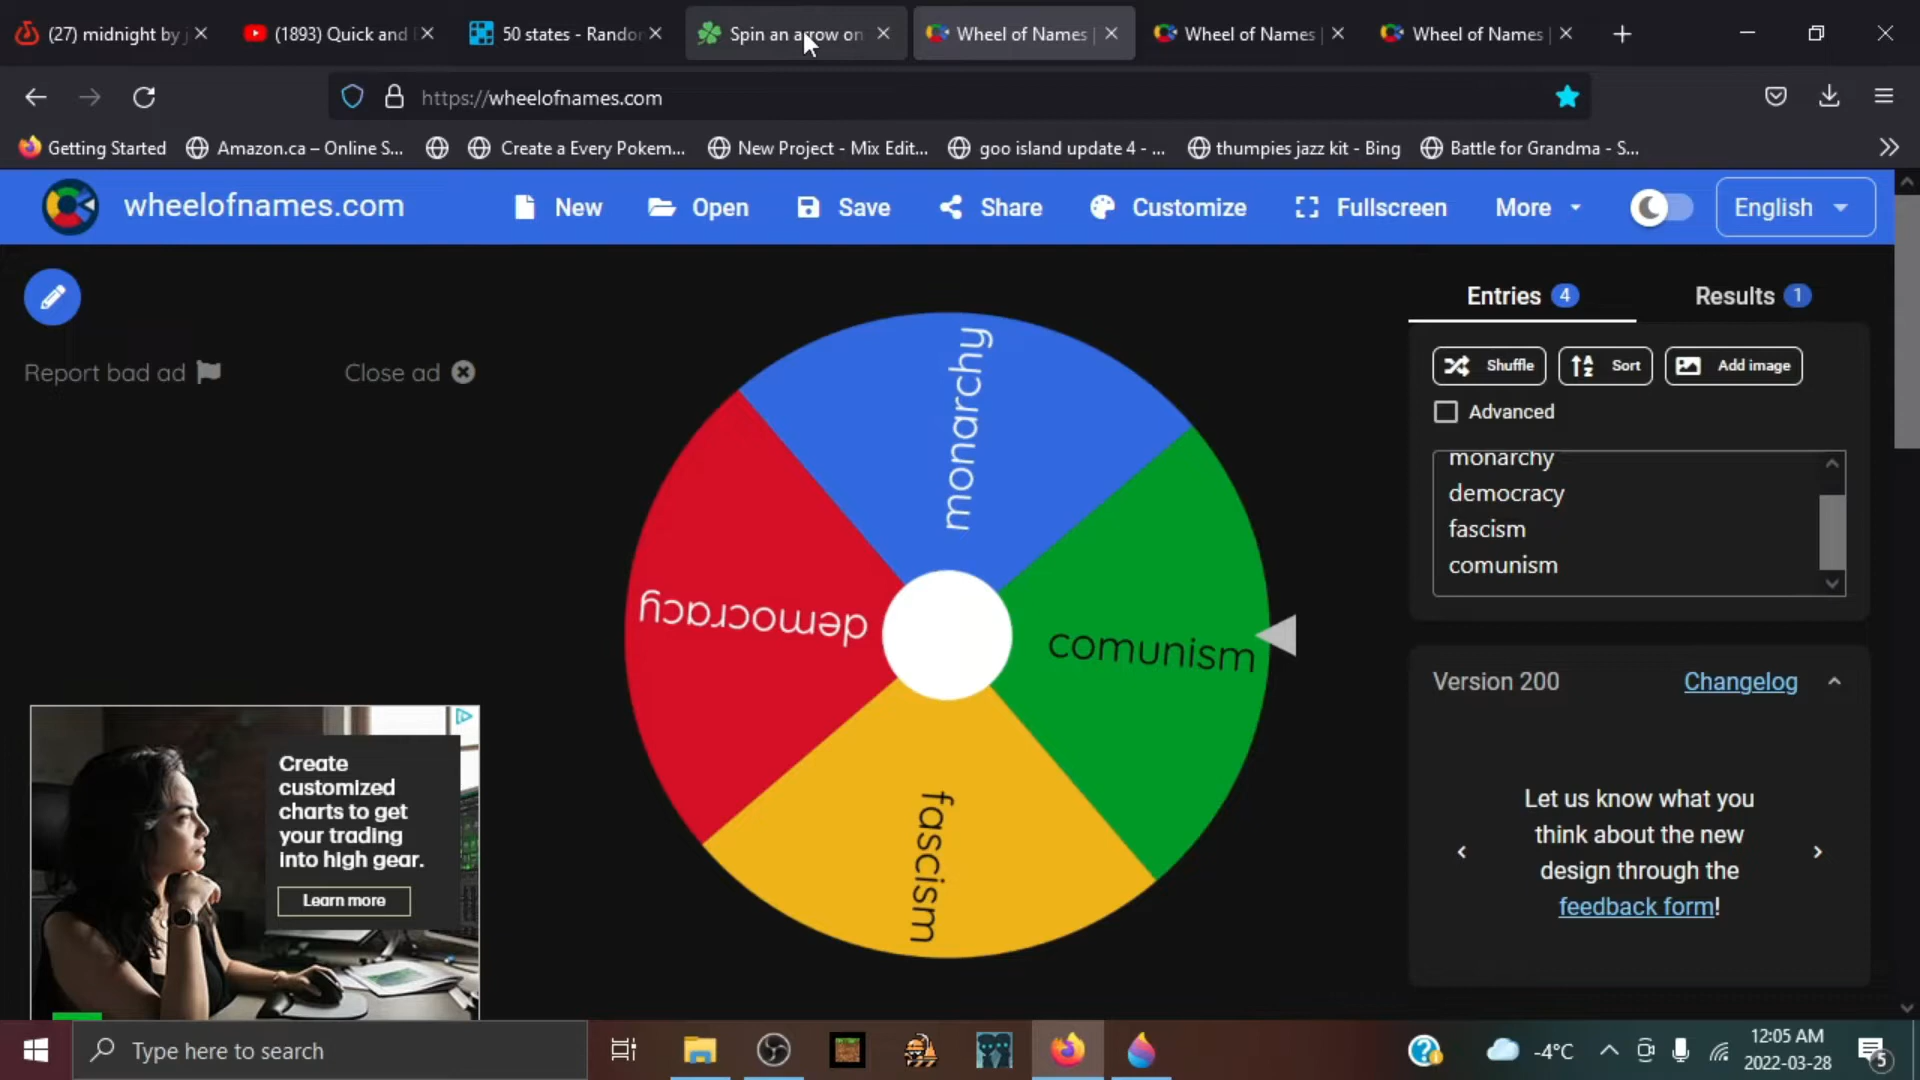 (27) midnight by j
(1893) Quick and
50 states - Rando
Spin an arrow on
Wheel of Names |
Wheel of Names |
Wheel of Names |
https://wheelofnames.com
Getting Started
Amazon.ca – Online S...
Create a Every Pokem...
New Project - Mix Edit...
goo island update 4 - ...
thumpies jazz kit - Bing
Battle for Grandma - S...
wheelofnames.com
New
Open
Save
Share
Customize
Fullscreen
More
English
Report bad ad
Close ad
monarchy
democracy
comunism
fascism
Entries 4
Results 1
Shuffle
Sort
Add image
Advanced
monarchy
democracy
fascism
comunism
Version 200
Changelog
Let us know what you
think about the new
design through the
feedback form!
Create
customized
charts to get
your trading
into high gear.
Learn more
Type here to search
-4°C
12:05 AM
2022-03-28
5